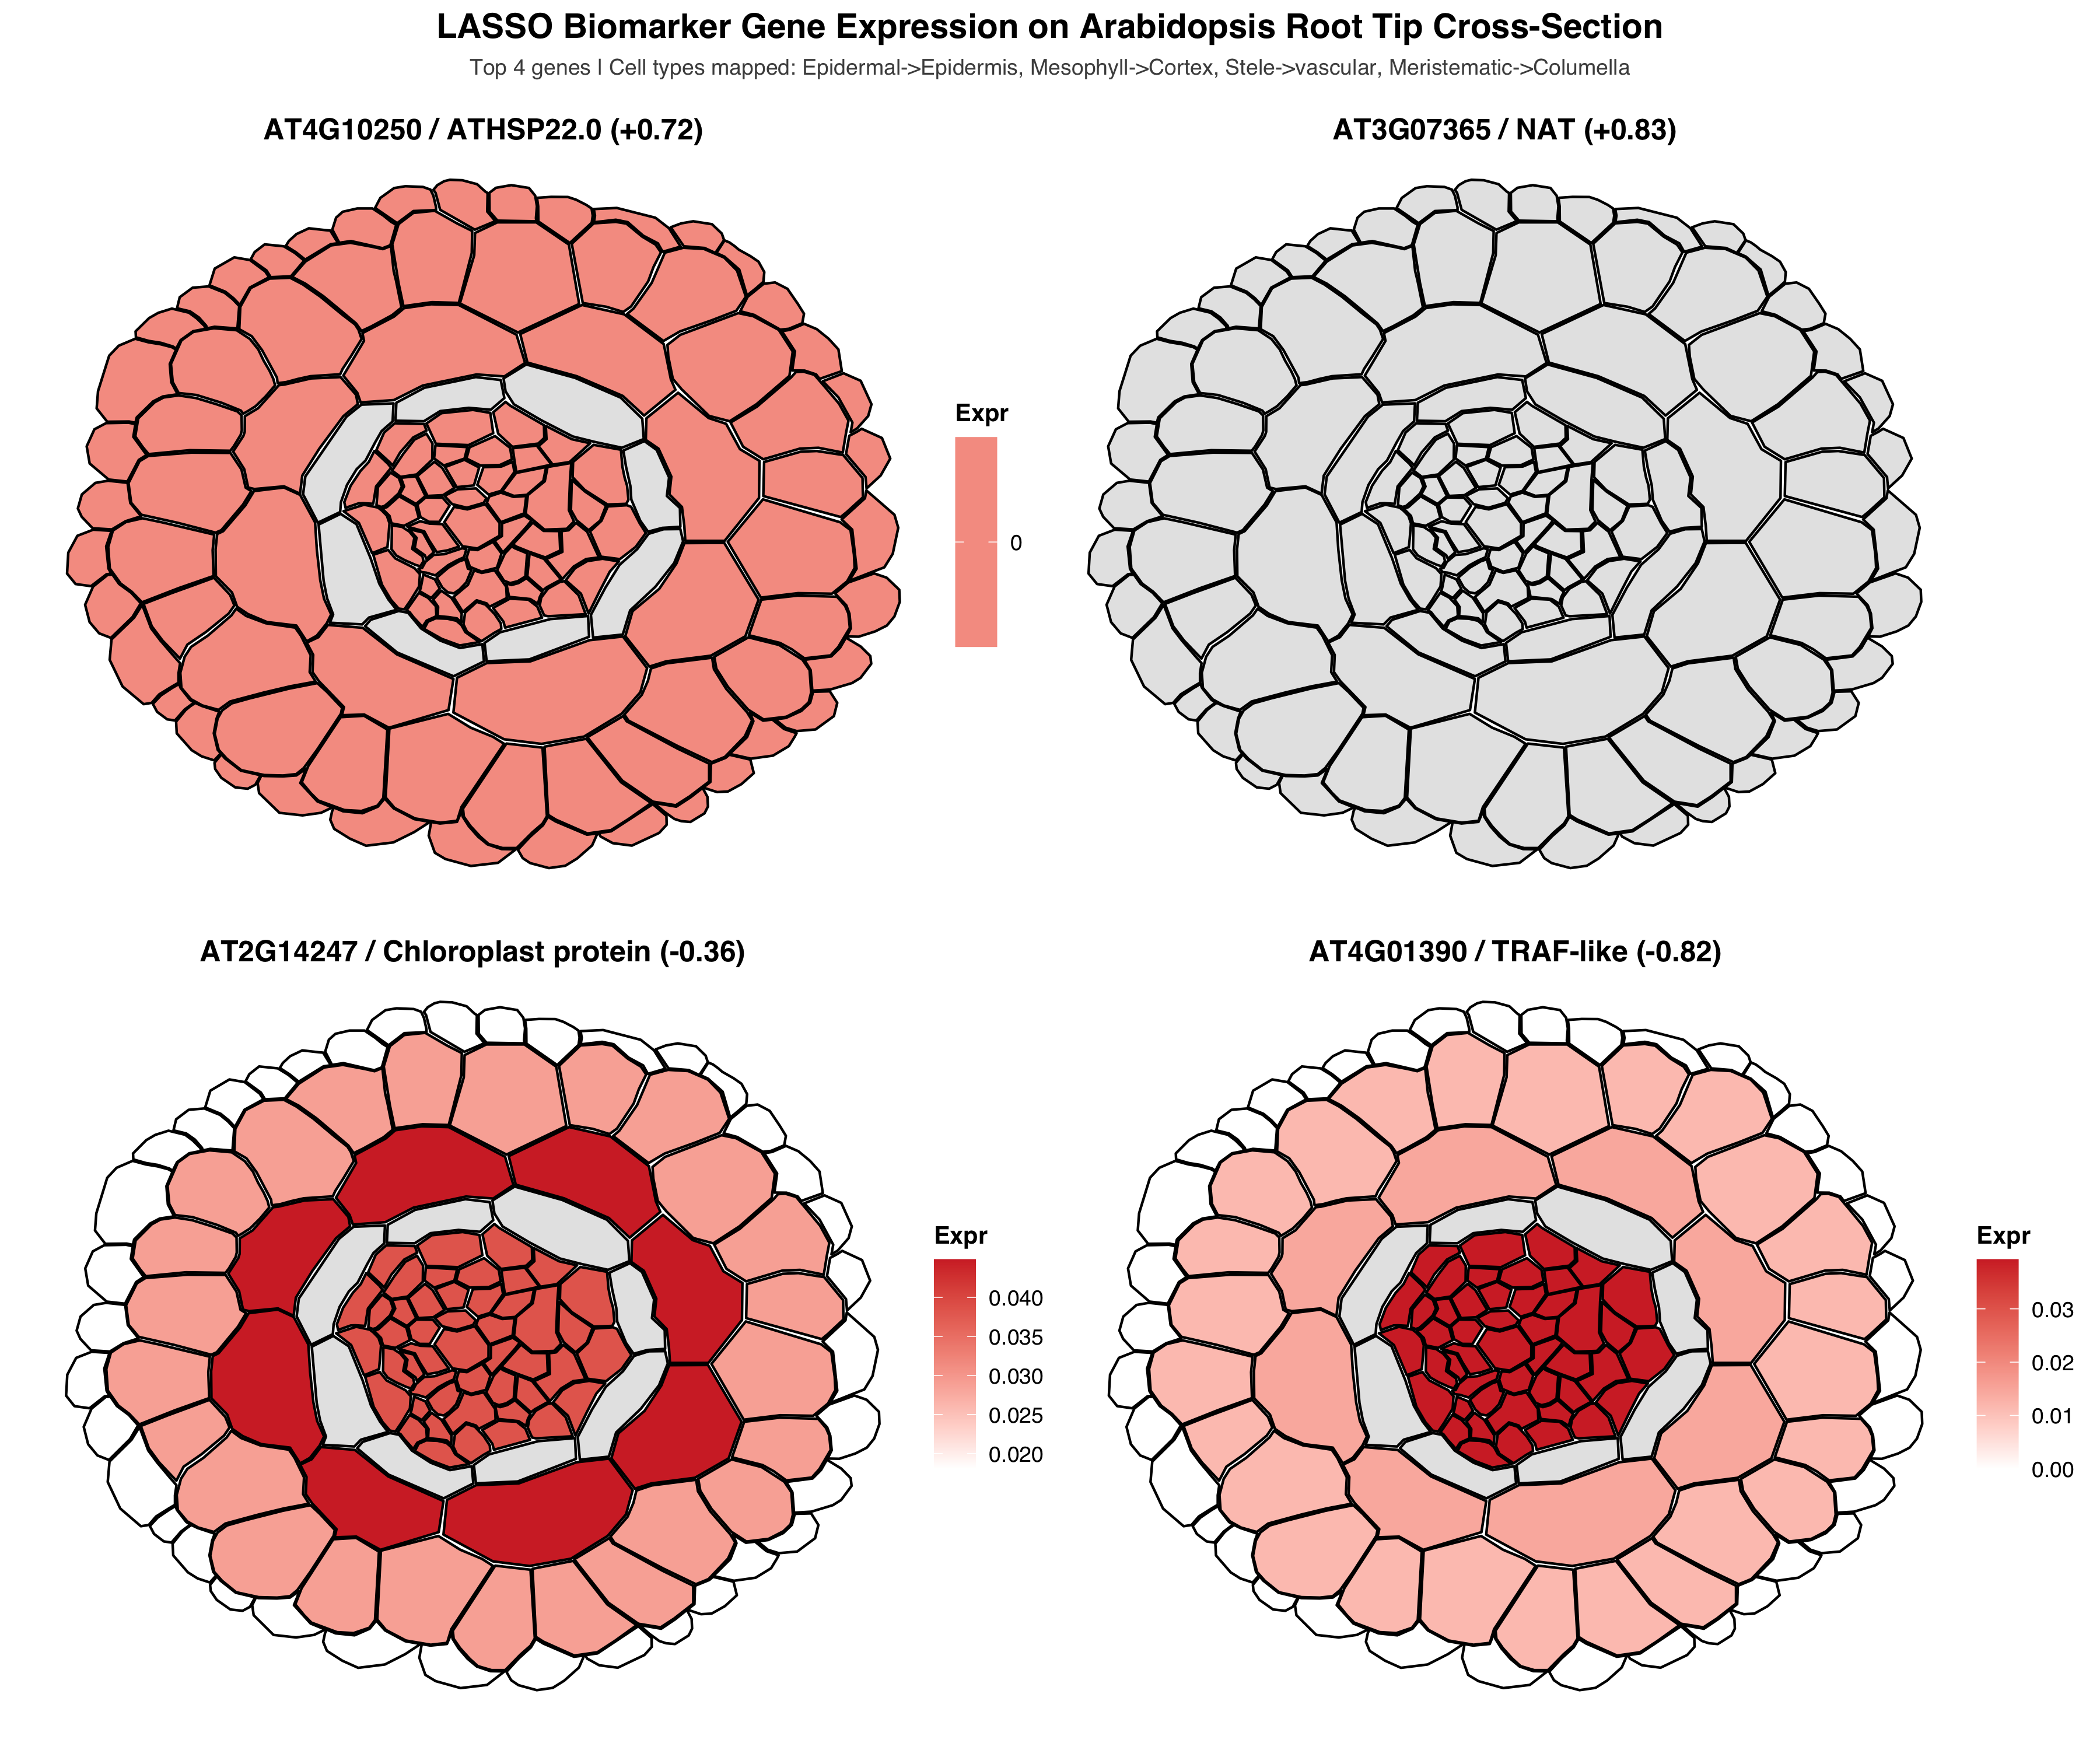 LASSO Biomarker Gene Expression on Arabidopsis Root Tip Cross-Section
Top 4 genes | Cell types mapped: Epidermal->Epidermis, Mesophyll->Cortex, Stele->vascular, Meristematic->Columella
AT4G10250 / ATHSP22.0 (+0.72)
Expr
0
AT3G07365 / NAT (+0.83)
AT2G14247 / Chloroplast protein (-0.36)
Expr
0.040
0.035
0.030
0.025
0.020
AT4G01390 / TRAF-like (-0.82)
Expr
0.03
0.02
0.01
0.00